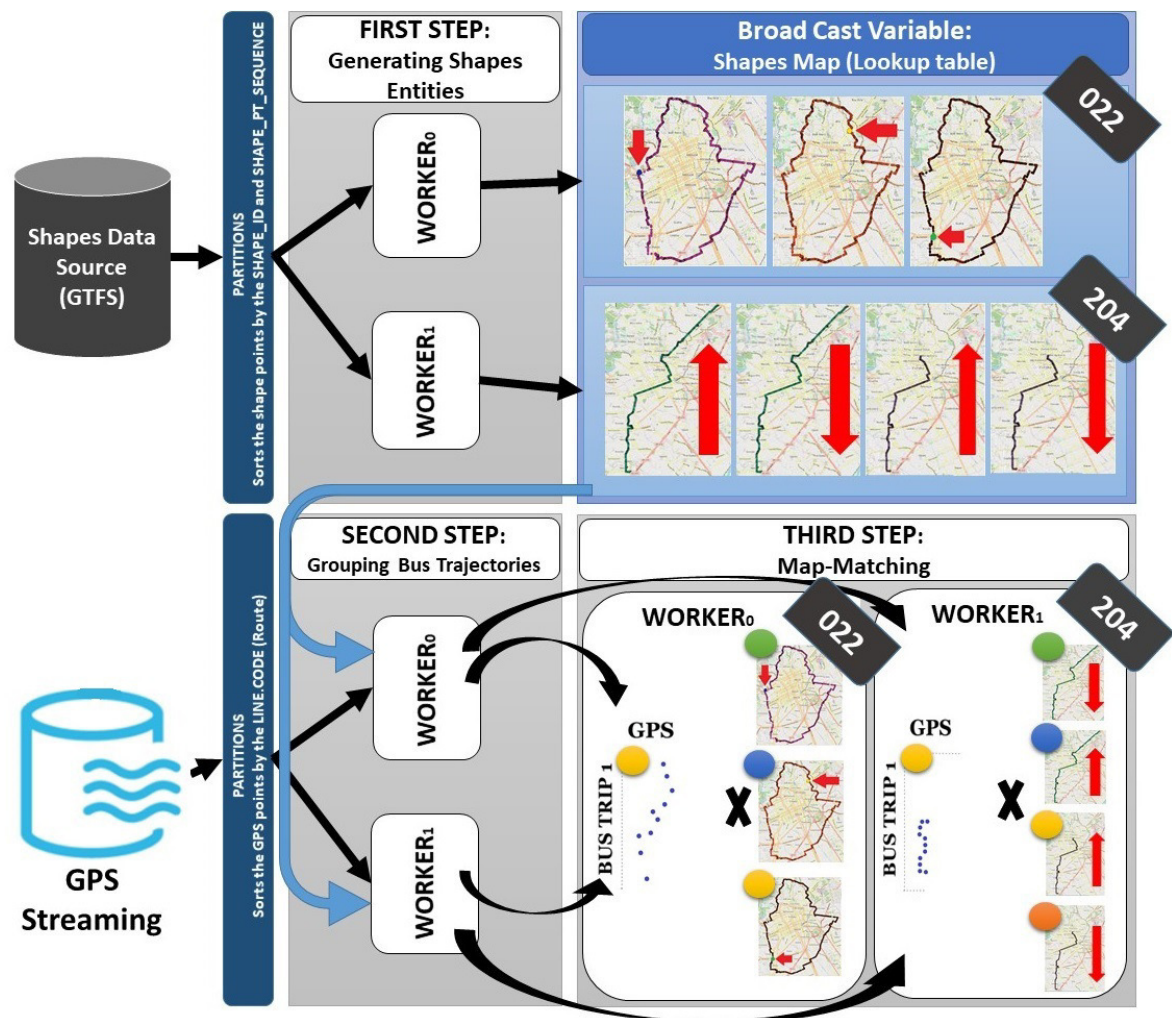 FIRST STEP:
Generating Shapes
Entities
Broad Cast Variable:
Shapes Map (Lookup table)
022
204
Shapes Data
Source
(GTFS)
PARTITIONS
Sorts the shape points by the SHAPE_ID and SHAPE_PT_SEQUENCE
WORKER0
WORKER1
SECOND STEP:
Grouping Bus Trajectories
THIRD STEP:
Map-Matching
GPS
Streaming
PARTITIONS
Sorts the GPS points by the LINE.CODE (Route)
WORKER0
WORKER1
WORKER0
022
GPS
BUS TRIP 1
X
WORKER1
204
GPS
BUS TRIP 1
X